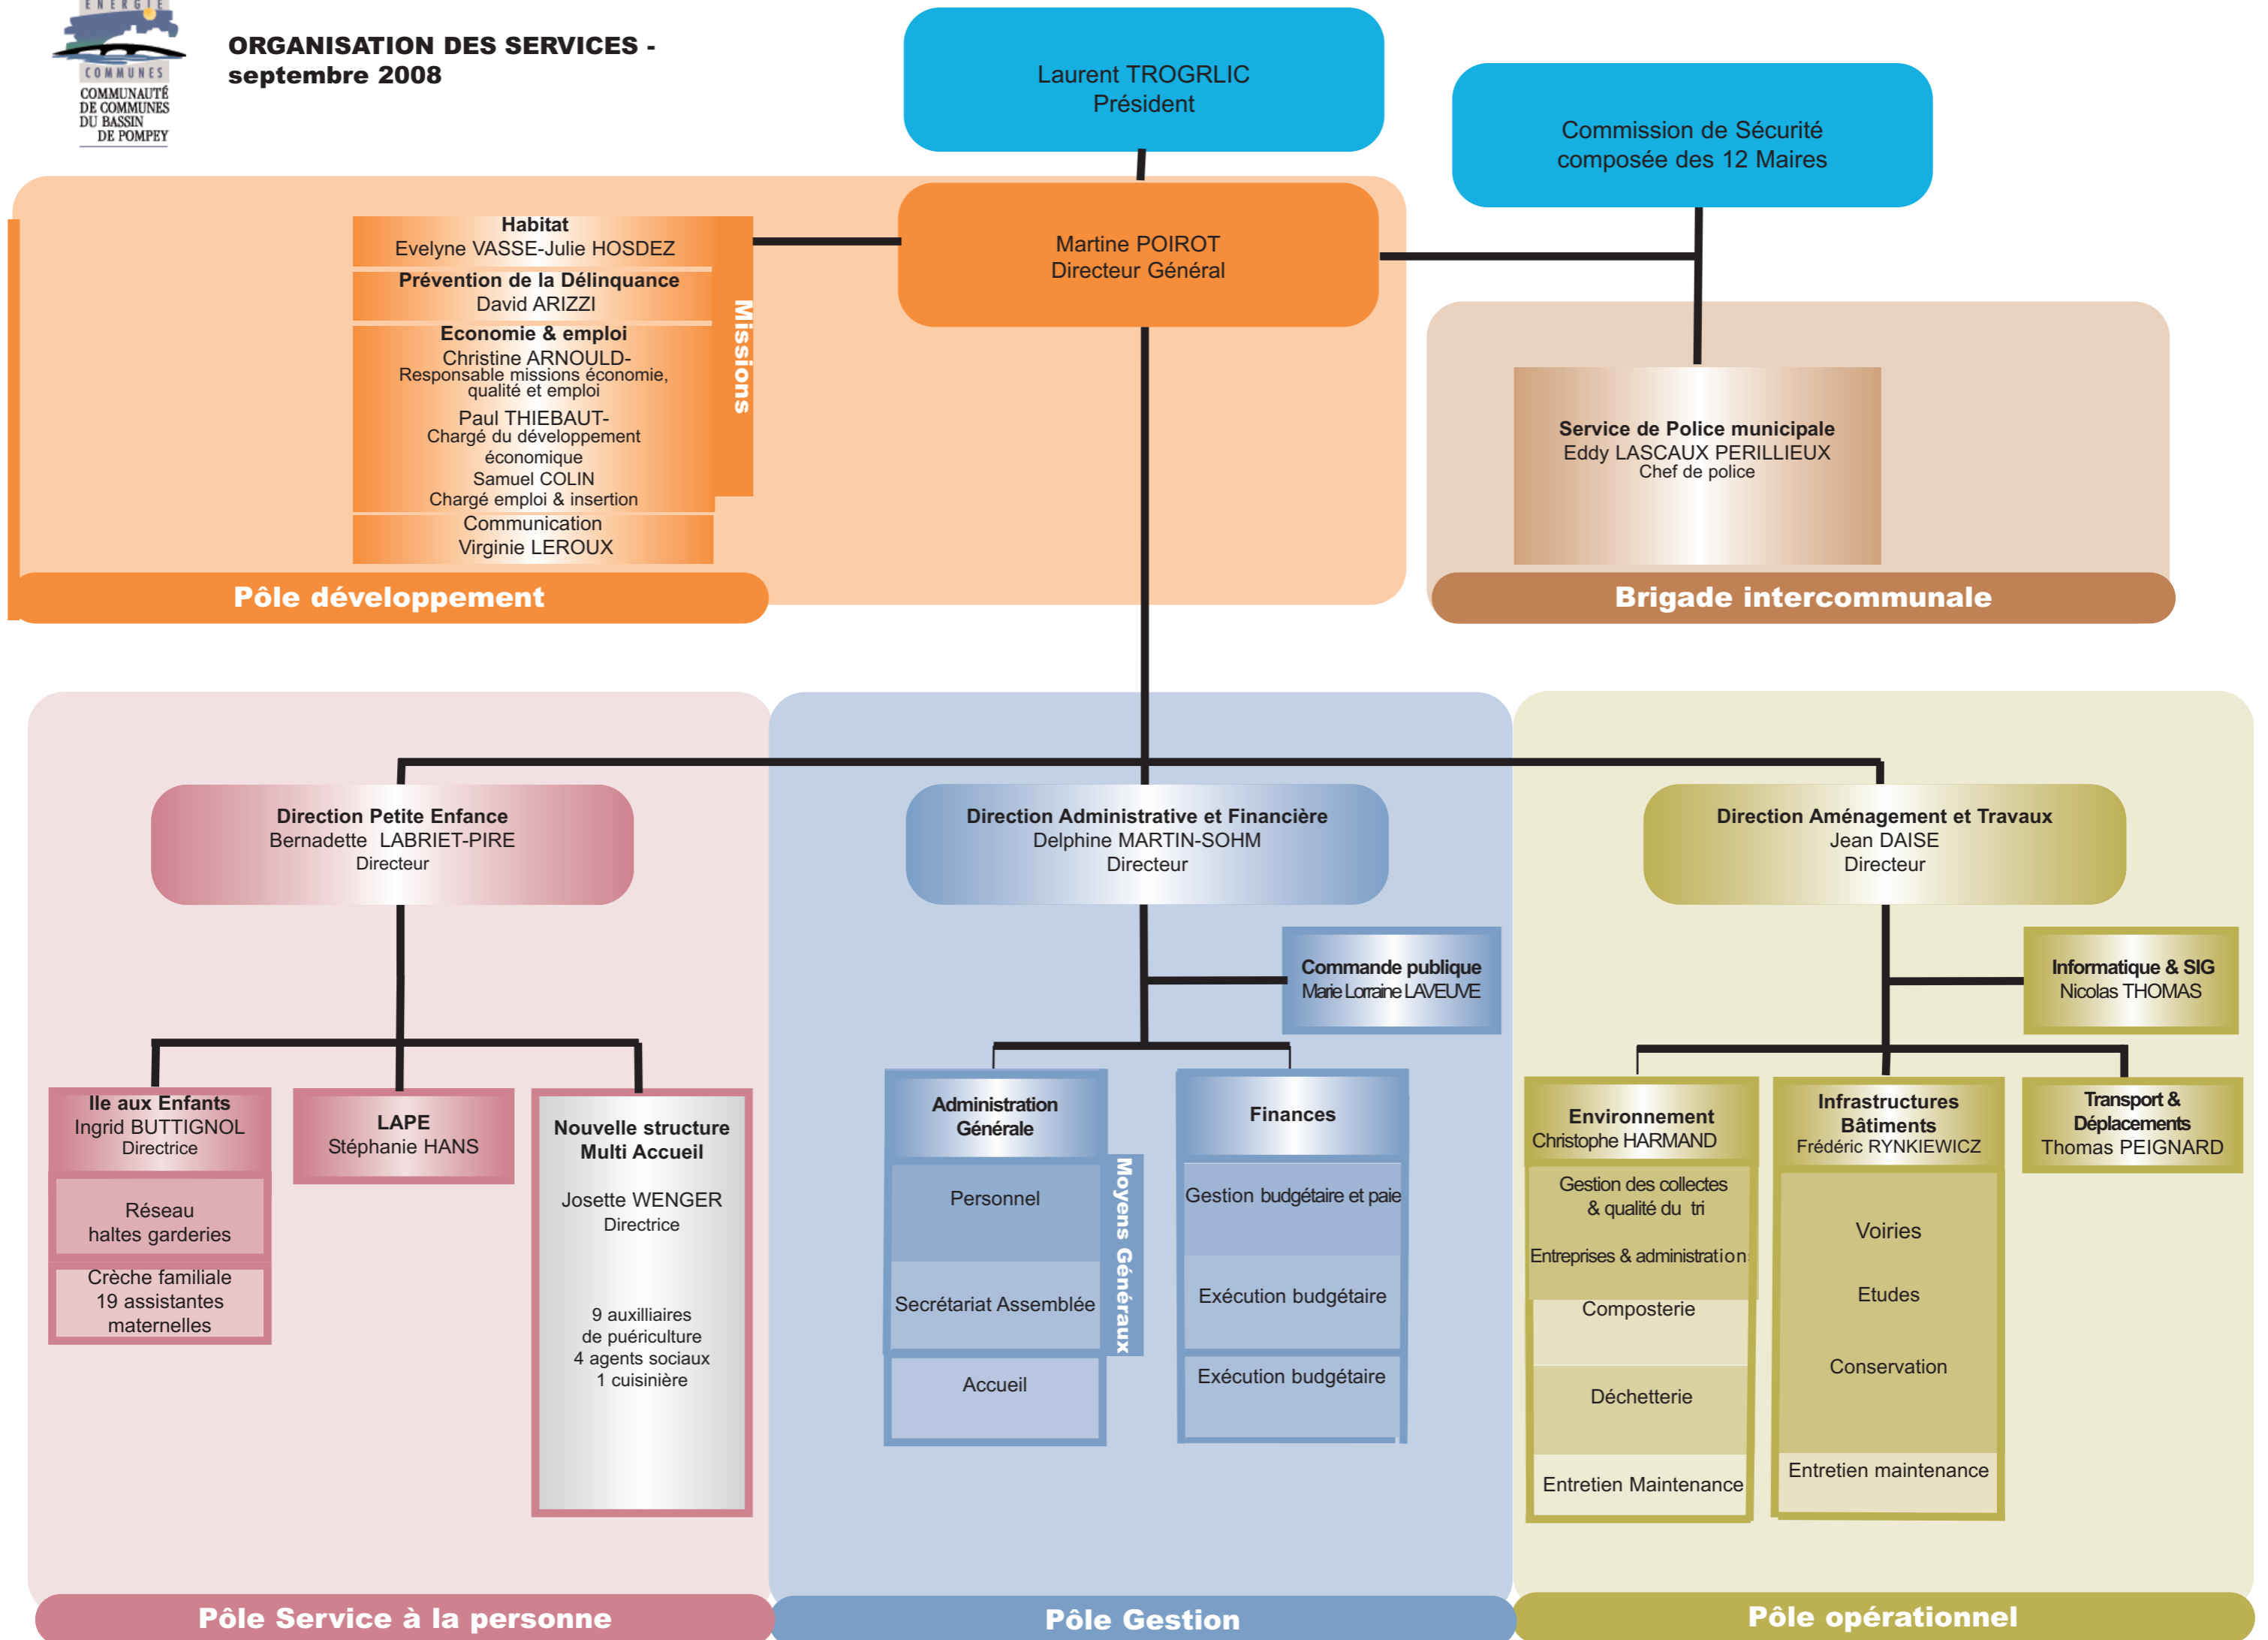 ENERGIE
COMMUNES
COMMUNAUTÉ
DE COMMUNES
DU BASSIN
DE POMPEY
ORGANISATION DES SERVICES -
septembre 2008
Laurent TROGRLIC
Président
Commission de Sécurité
composée des 12 Maires
Martine POIROT
Directeur Général
Habitat
Evelyne VASSE-Julie HOSDEZ
Prévention de la Délinquance
David ARIZZI
Economie & emploi
Christine ARNOULD-
Responsable missions économie,
qualité et emploi
Paul THIEBAUT-
Chargé du développement
économique
Samuel COLIN
Chargé emploi & insertion
Communication
Virginie LEROUX
Missions
Pôle développement
Service de Police municipale
Eddy LASCAUX PERILLIEUX
Chef de police
Brigade intercommunale
Direction Petite Enfance
Bernadette LABRIET-PIRE
Directeur
Ile aux Enfants
Ingrid BUTTIGNOL
Directrice
Réseau
haltes garderies
Crèche familiale
19 assistantes
maternelles
LAPE
Stéphanie HANS
Nouvelle structure
Multi Accueil
Josette WENGER
Directrice
9 auxilliaires
de puériculture
4 agents sociaux
1 cuisinière
Pôle Service à la personne
Direction Administrative et Financière
Delphine MARTIN-SOHM
Directeur
Commande publique
Marie Lorraine LAVEUVE
Administration
Générale
Personnel
Secrétariat Assemblée
Accueil
Moyens Généraux
Finances
Gestion budgétaire et paie
Exécution budgétaire
Exécution budgétaire
Pôle Gestion
Direction Aménagement et Travaux
Jean DAISE
Directeur
Informatique & SIG
Nicolas THOMAS
Environnement
Christophe HARMAND
Gestion des collectes
& qualité du tri
Entreprises & administration
Composterie
Déchetterie
Entretien Maintenance
Infrastructures
Bâtiments
Frédéric RYNKIEWICZ
Voiries
Etudes
Conservation
Entretien maintenance
Transport &
Déplacements
Thomas PEIGNARD
Pôle opérationnel